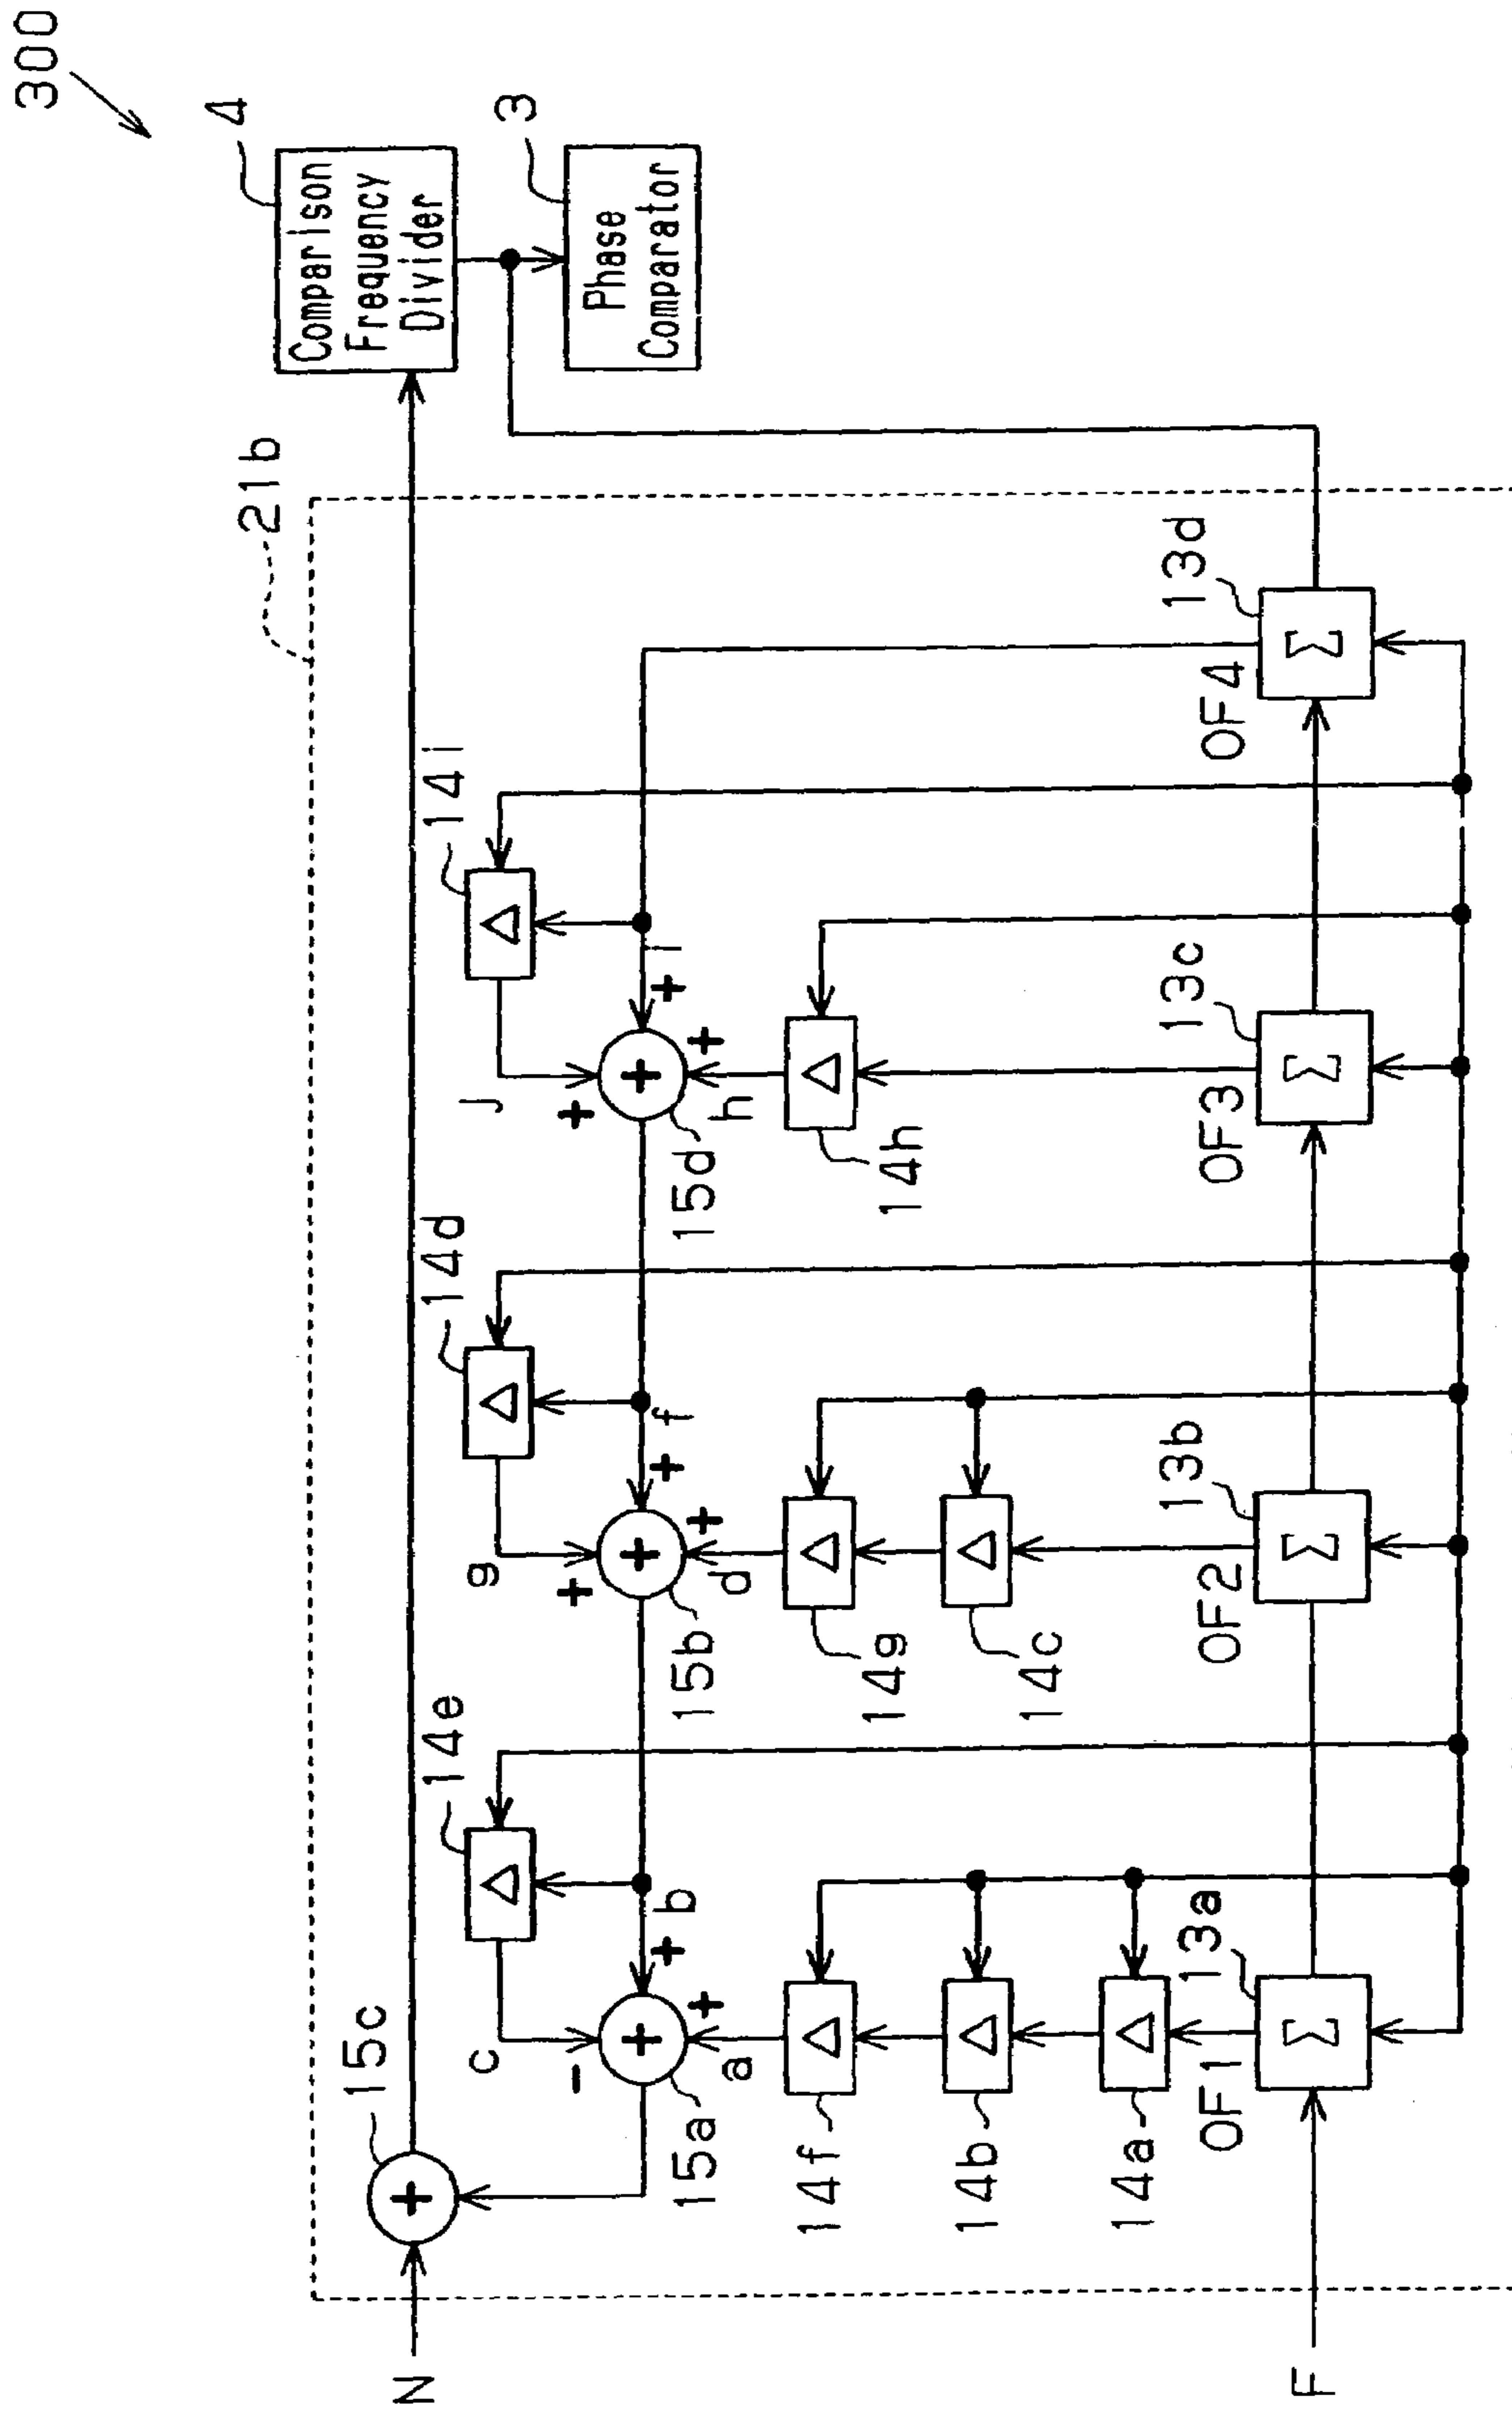 300
4
Comparison
Frequency
Divider
3
Phase
Comparator
21b
15c
N
14e
14d
14i
c
-
g
+
j
+
+
15a
+
b
a
+
15b
+
f
d
+
15d
+
i
h
+
14f
14g
14h
14b
14c
14a
OF1
13a
Σ
OF2
13b
Σ
OF3
13c
Σ
OF4
13d
Σ
F